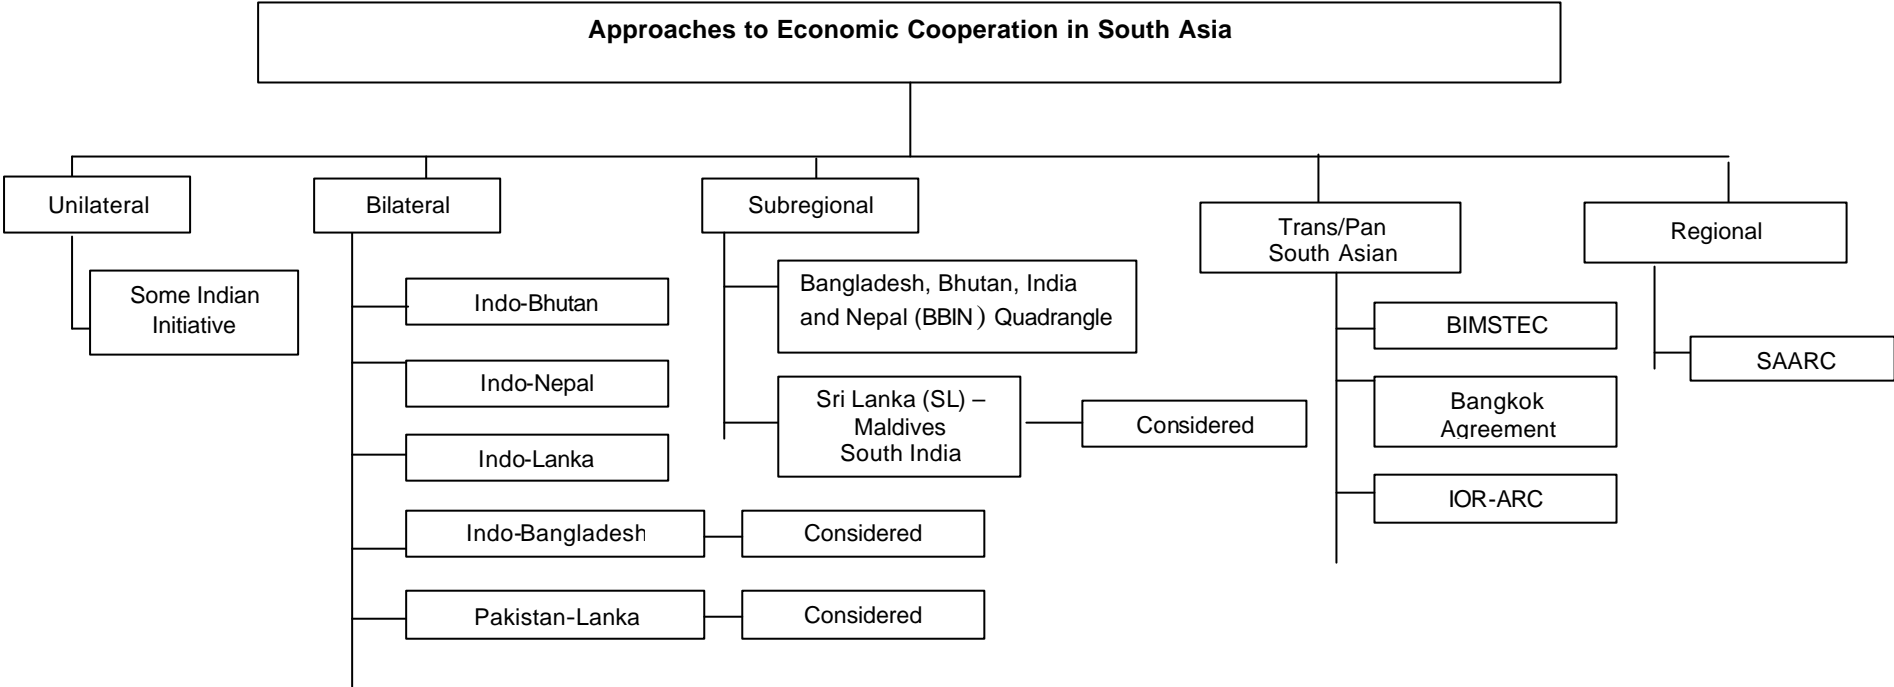 Approaches to Economic Cooperation in South Asia
Unilateral
Some Indian
Initiative
Bilateral
Indo-Bhutan
Indo-Nepal
Indo-Lanka
Indo-Bangladesh
Considered
Pakistan-Lanka
Considered
Subregional
Bangladesh, Bhutan, India
and Nepal (BBIN) Quadrangle
Sri Lanka (SL) –
Maldives
South India
Considered
Trans/Pan
South Asian
BIMSTEC
Bangkok
Agreement
IOR-ARC
Regional
SAARC